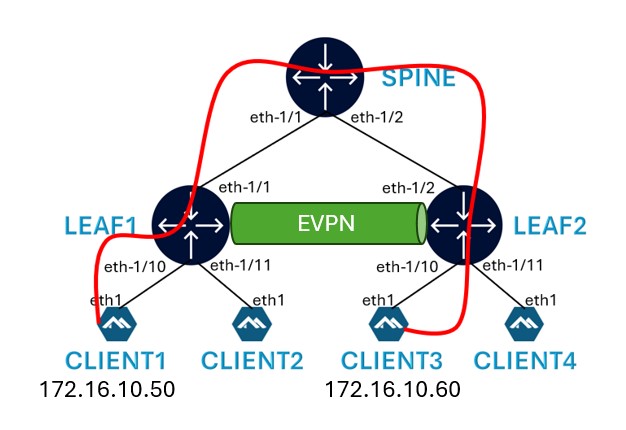 SPINE
eth-1/1
eth-1/2
eth-1/1
eth-1/2
LEAF1
EVPN
LEAF2
eth-1/10
eth-1/11
eth-1/10
eth-1/11
eth1
eth1
eth1
eth1
CLIENT1
CLIENT2
CLIENT3
CLIENT4
172.16.10.50
172.16.10.60